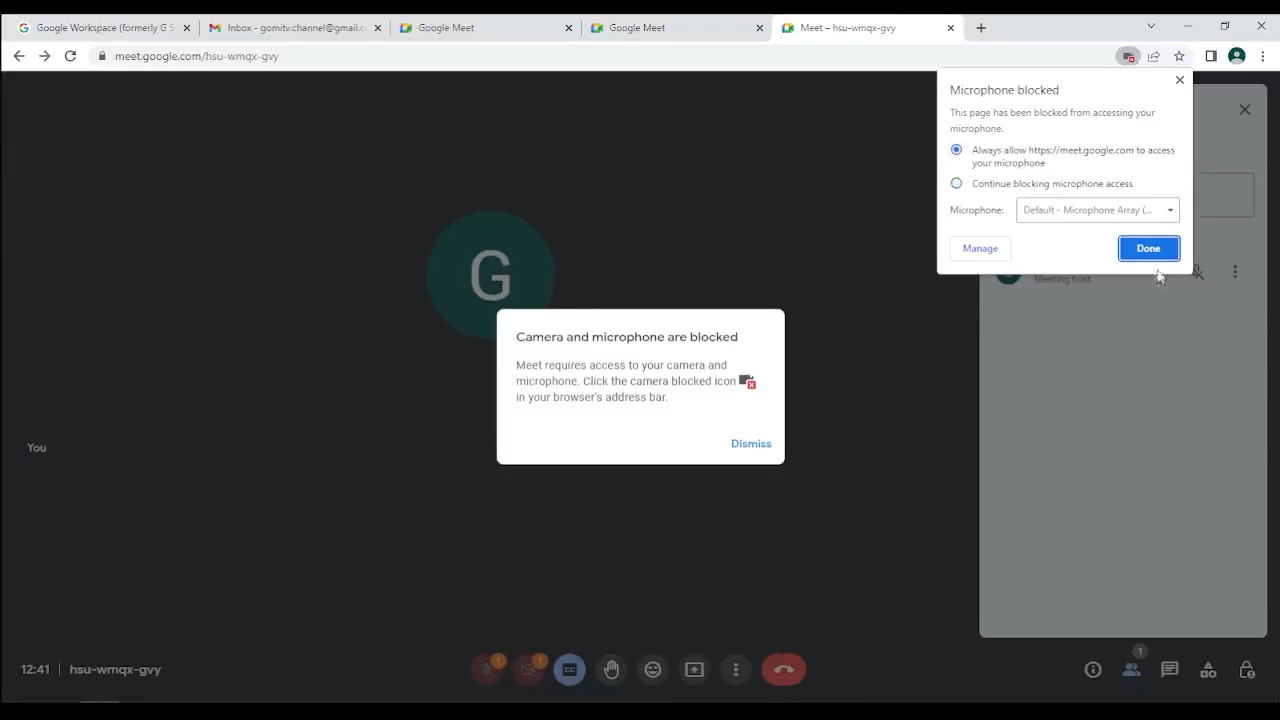 Google Workspace (formerly G S
Inbox - gomitv.channel@gmail.c
Google Meet
Google Meet
Meet – hsu-wmqx-gvy
meet.google.com/hsu-wmqx-gvy
Microphone blocked
This page has been blocked from accessing your
microphone.
Always allow https://meet.google.com to access
your microphone
Continue blocking microphone access
Microphone:
Default - Microphone Array (...
Manage
Done
Meeting host
G
Camera and microphone are blocked
Meet requires access to your camera and
microphone. Click the camera blocked icon
in your browser's address bar.
Dismiss
You
12:41 | hsu-wmqx-gvy
CC
1